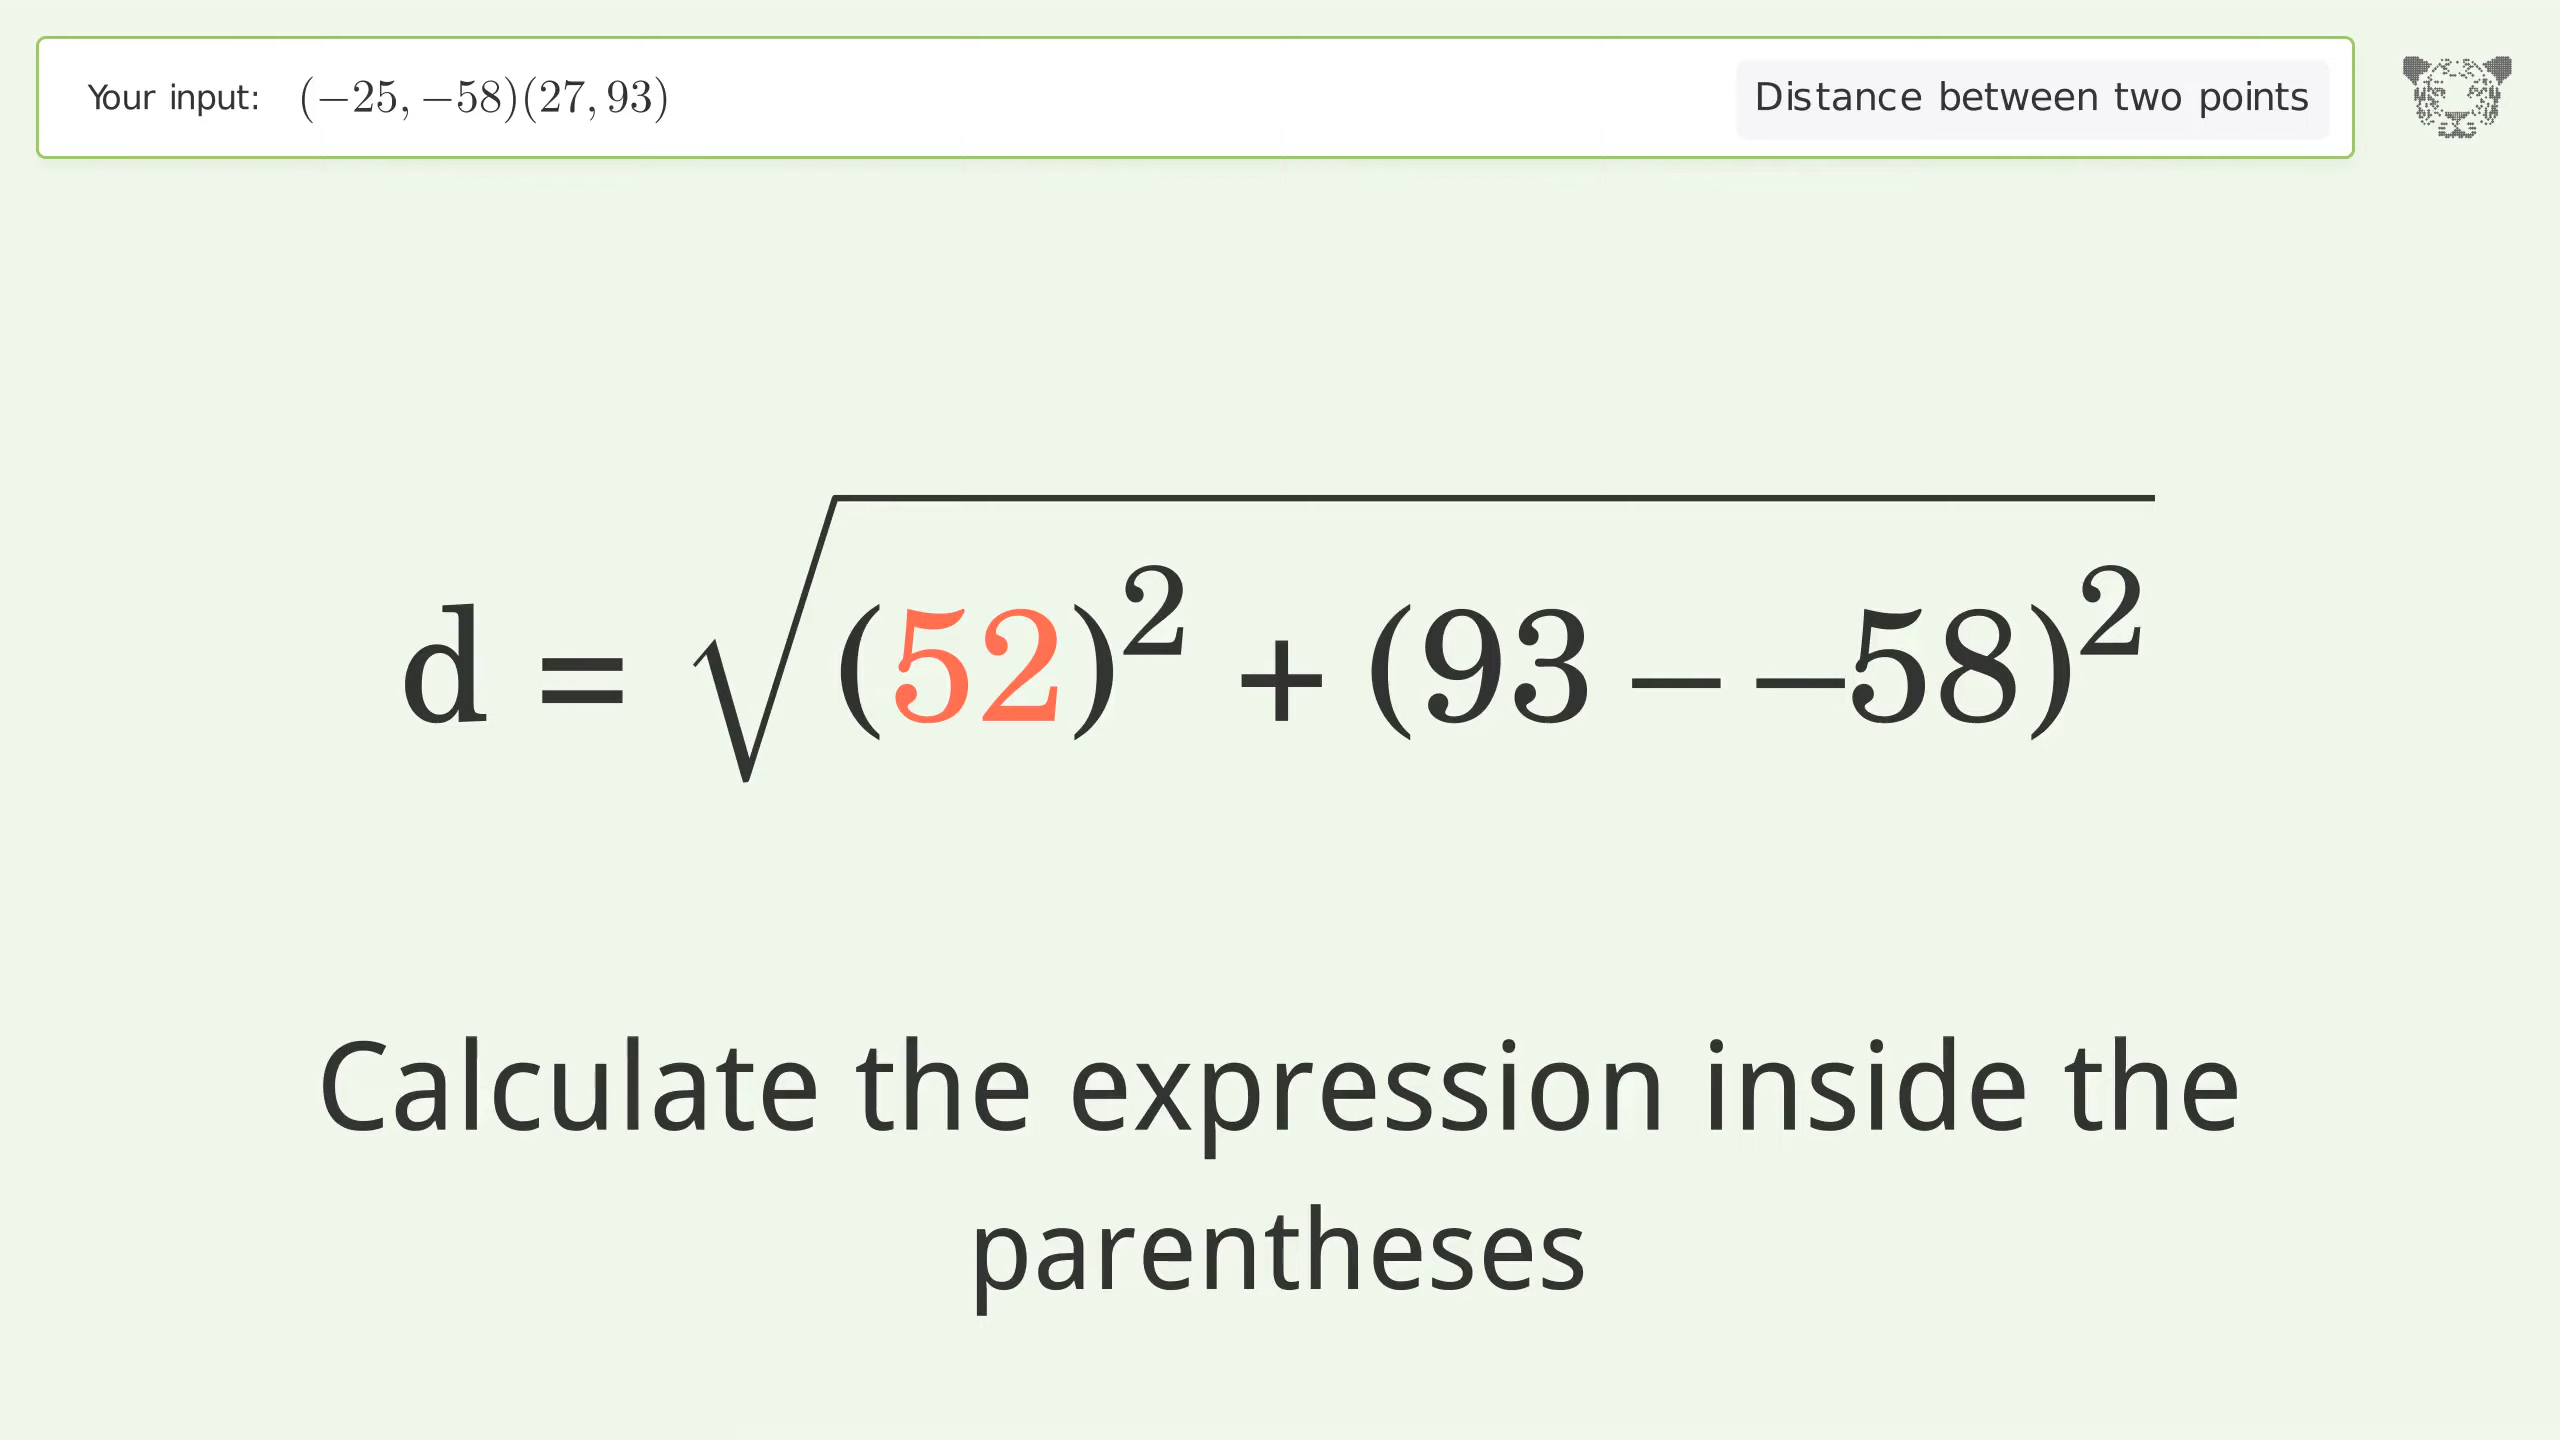 Your input: (−25, −58)(27, 93)
Distance between two points
d = √(52)² + (93 − −58)²
Calculate the expression inside the
parentheses